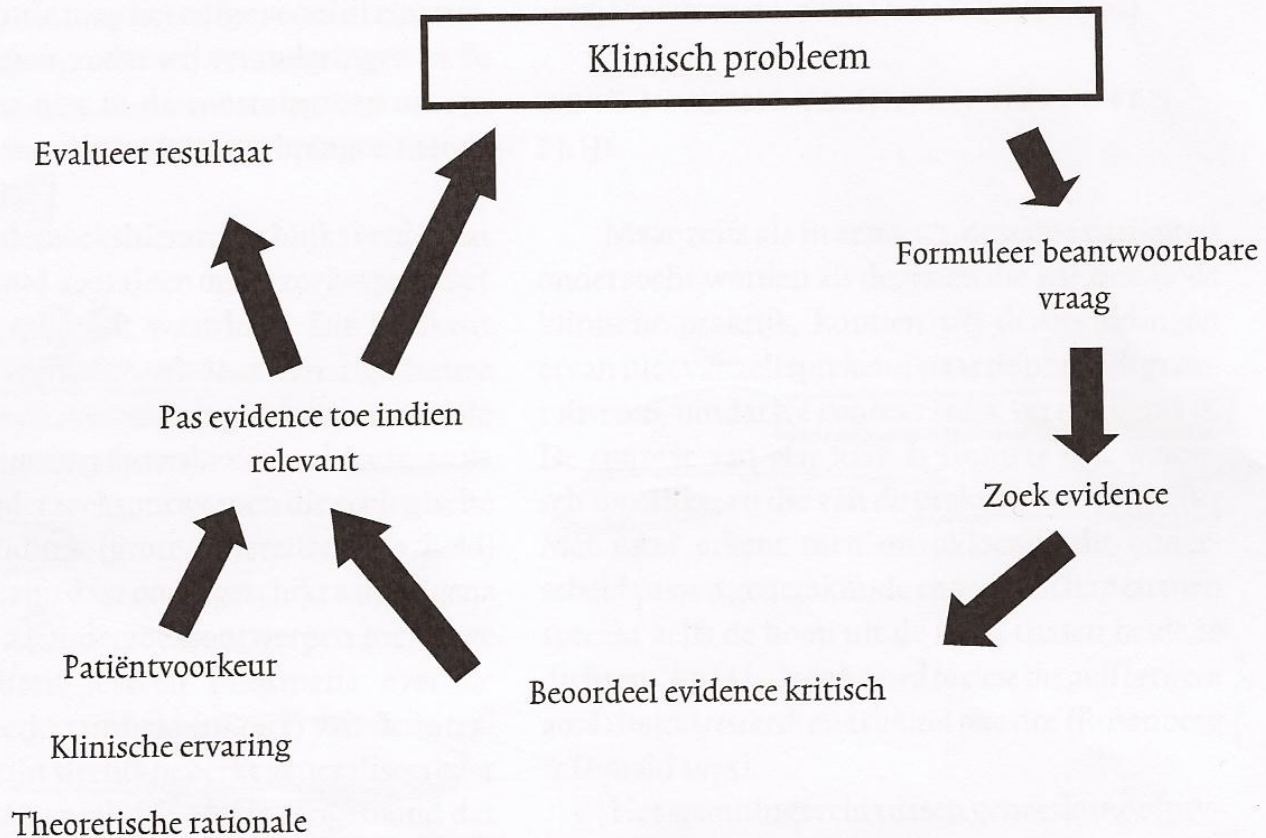 Klinisch probleem
Evalueer resultaat
Formuleer beantwoordbare
vraag
Pas evidence toe indien
relevant
Zoek evidence
Patiëntvoorkeur
Beoordeel evidence kritisch
Klinische ervaring
Theoretische rationale